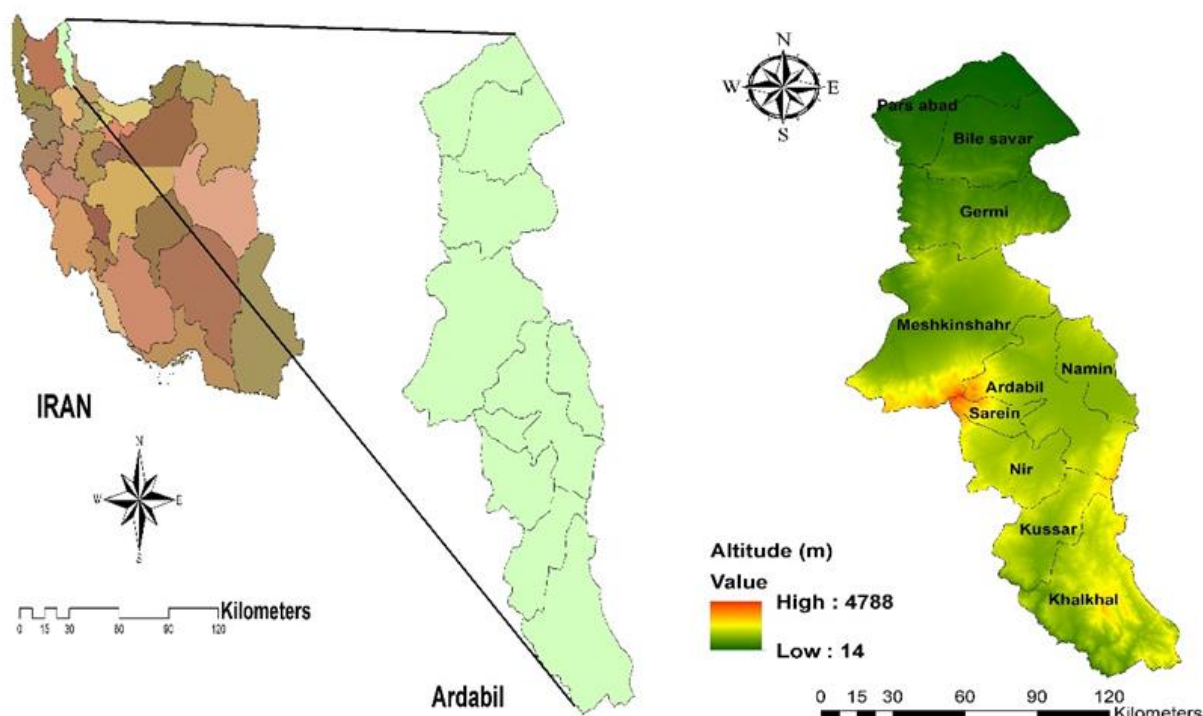 IRAN
N
W E
S
Kilometers
0 15 30 60 90 120
Ardabil
N
W E
S
Pars abad
Bile savar
Germi
Meshkinshahr
Namin
Ardabil
Sarein
Nir
Kussar
Khalkhal
Altitude (m)
Value
High : 4788
Low : 14
0 15 30 60 90 120
Kilometers